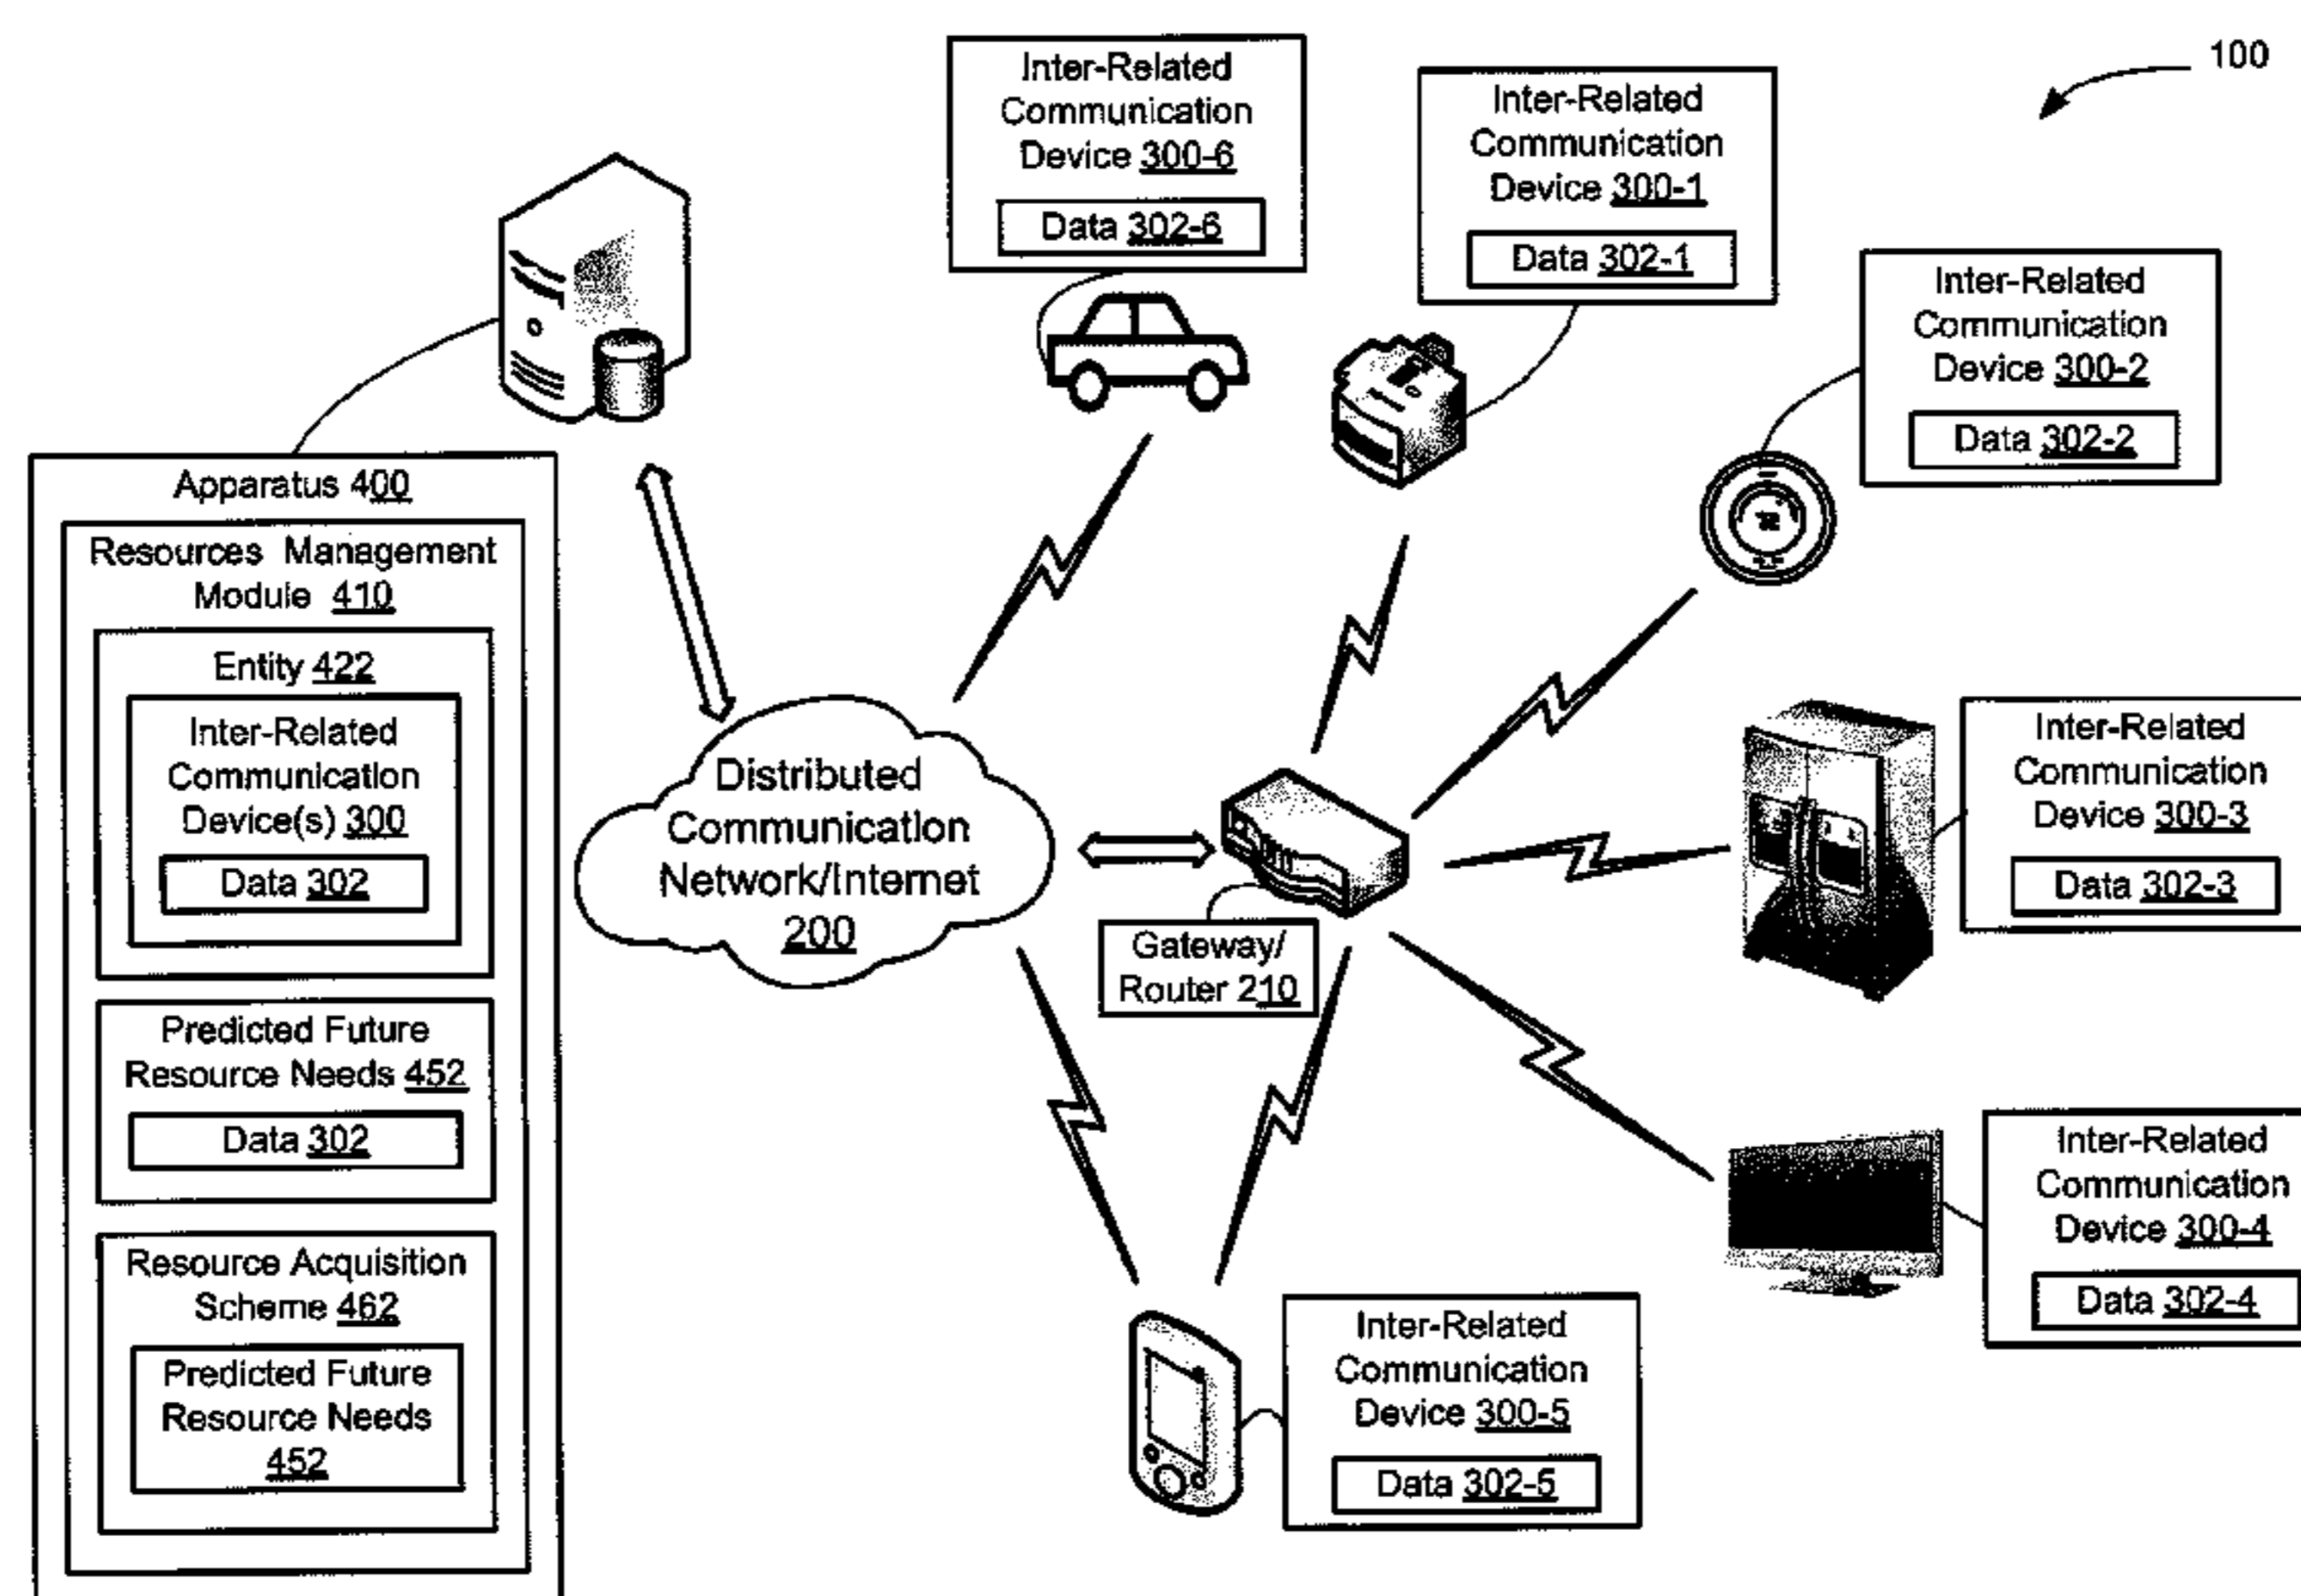 100
Inter-Related
Communication
Device 300-6
Data 302-6
Inter-Related
Communication
Device 300-1
Data 302-1
Inter-Related
Communication
Device 300-2
Data 302-2
Apparatus 400
Resources Management
Module 410
Entity 422
Inter-Related
Communication
Device(s) 300
Data 302
Predicted Future
Resource Needs 452
Data 302
Resource Acquisition
Scheme 462
Predicted Future
Resource Needs
452
Distributed
Communication
Network/Internet
200
Gateway/
Router 210
Inter-Related
Communication
Device 300-3
Data 302-3
Inter-Related
Communication
Device 300-4
Data 302-4
Inter-Related
Communication
Device 300-5
Data 302-5